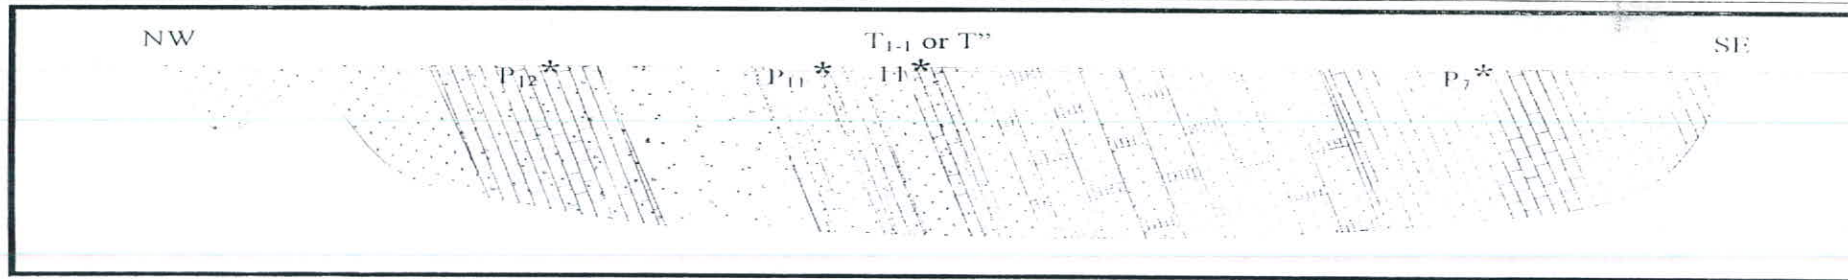 NW T₁₋₁ or T” SE
P₁₂* P₁₁* * P₇*